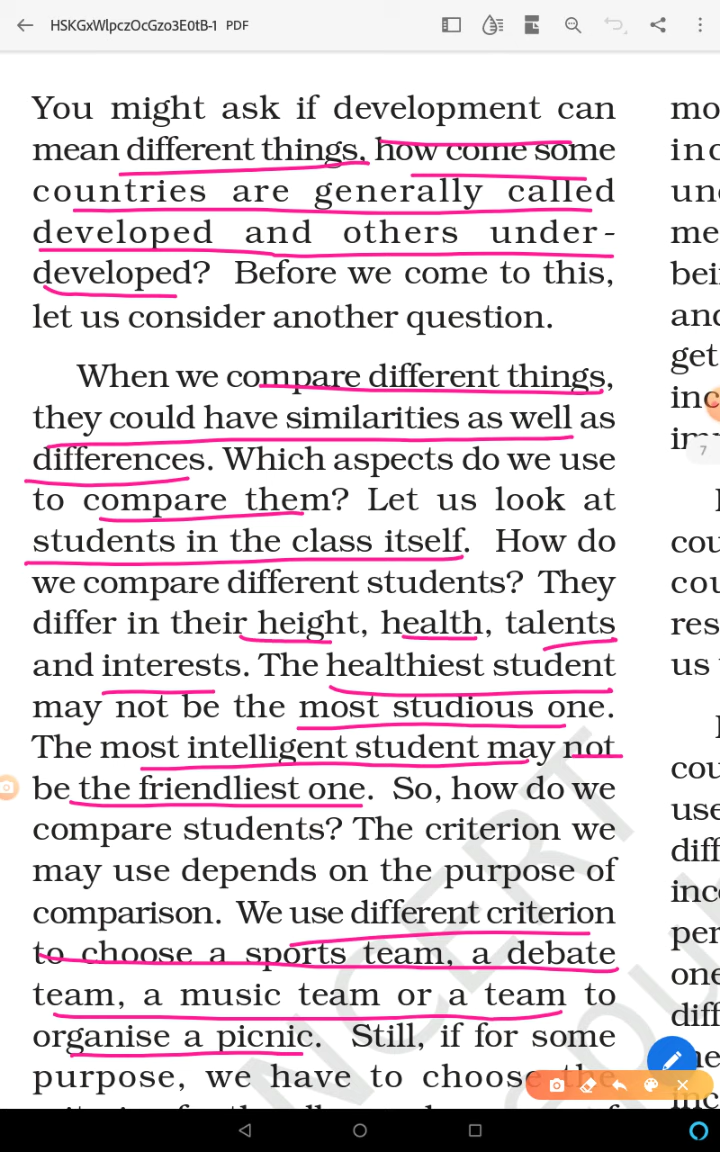 HSKGxWlpczOcGzo3E0tB-1 PDF
You might ask if development can
mean different things, how come some
countries are generally called
developed and others under-
developed? Before we come to this,
let us consider another question.
When we compare different things,
they could have similarities as well as
differences. Which aspects do we use
to compare them? Let us look at
students in the class itself. How do
we compare different students? They
differ in their height, health, talents
and interests. The healthiest student
may not be the most studious one.
The most intelligent student may not
be the friendliest one. So, how do we
compare students? The criterion we
may use depends on the purpose of
comparison. We use different criterion
to choose a sports team, a debate
team, a music team or a team to
organise a picnic. Still, if for some
purpose, we have to choose the
7
NCERT